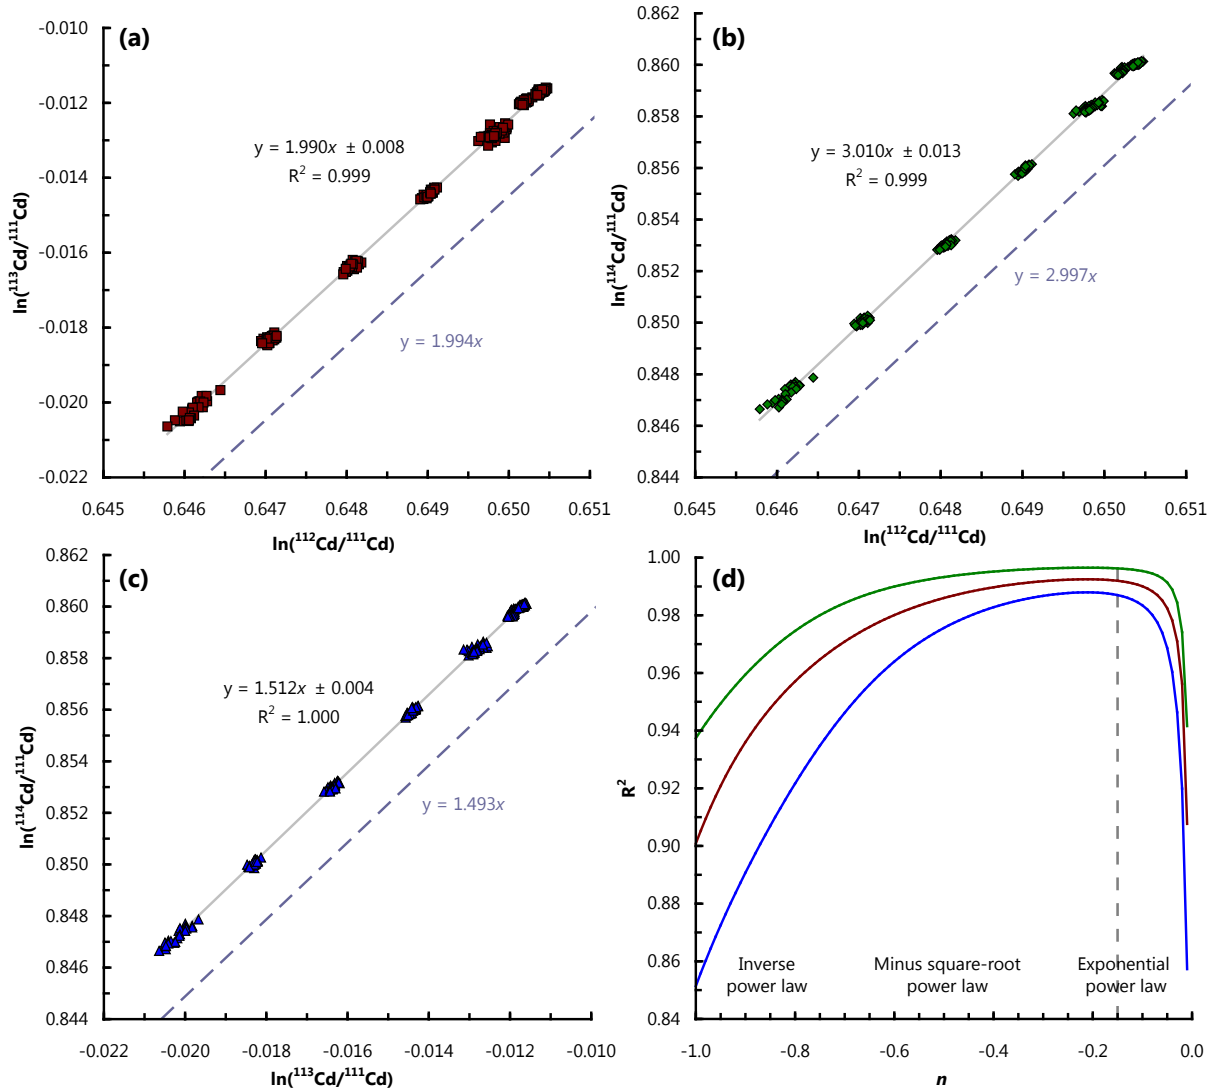 (a)
-0.010
-0.012
-0.014
-0.016
-0.018
-0.020
-0.022
ln(¹¹³Cd/¹¹¹Cd)
y = 1.990x ± 0.008
R² = 0.999
y = 1.994x
0.645 0.646 0.647 0.648 0.649 0.650 0.651
ln(¹¹²Cd/¹¹¹Cd)
(b)
0.862
0.860
0.858
0.856
0.854
0.852
0.850
0.848
0.846
0.844
ln(¹¹⁴Cd/¹¹¹Cd)
y = 3.010x ± 0.013
R² = 0.999
y = 2.997x
0.645 0.646 0.647 0.648 0.649 0.650 0.651
ln(¹¹²Cd/¹¹¹Cd)
(c)
0.862
0.860
0.858
0.856
0.854
0.852
0.850
0.848
0.846
0.844
ln(¹¹⁴Cd/¹¹¹Cd)
y = 1.512x ± 0.004
R² = 1.000
y = 1.493x
-0.022 -0.020 -0.018 -0.016 -0.014 -0.012 -0.010
ln(¹¹³Cd/¹¹¹Cd)
(d)
1.00
0.98
0.96
0.94
0.92
0.90
0.88
0.86
0.84
R²
Inverse
power law
Minus square-root
power law
Exponential
power law
-1.0 -0.8 -0.6 -0.4 -0.2 0.0
n